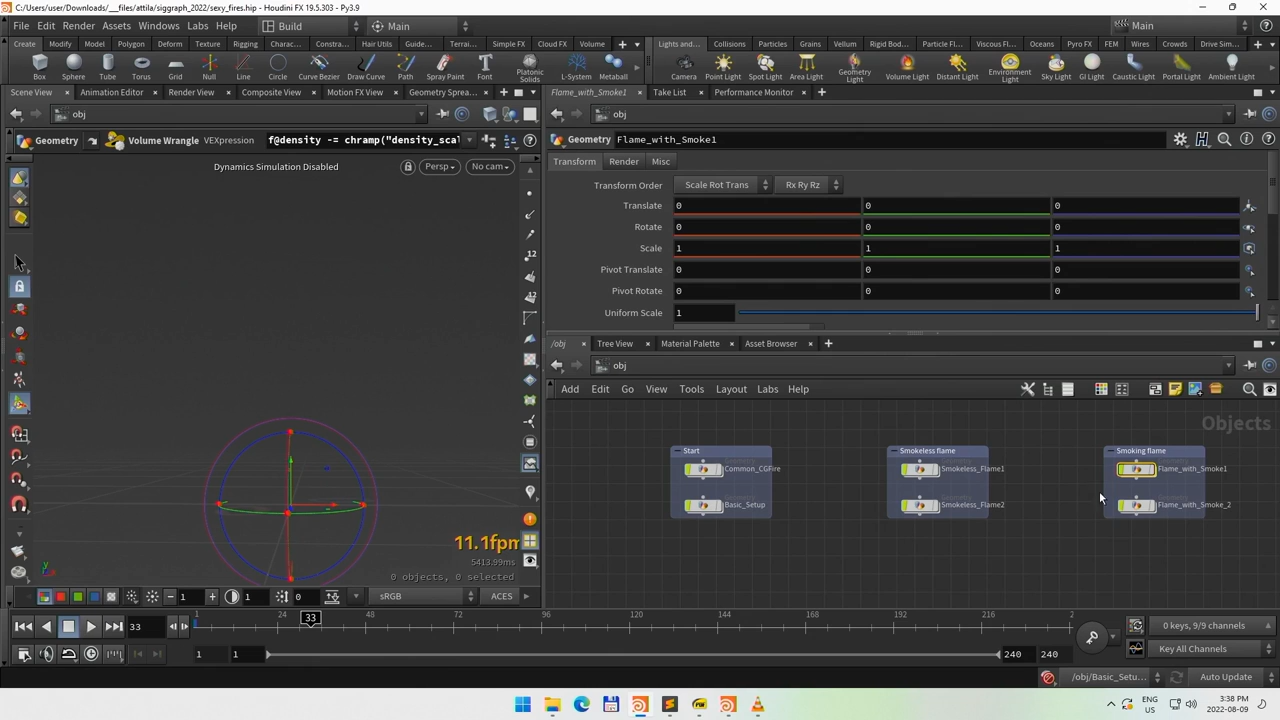 C:/Users/user/Downloads/__files/attila/siggraph_2022/sexy_fires.hip - Houdini FX 19.5.303 - Py3.9
File Edit Render Assets Windows Labs Help Build Main Main
Create Modify Model Polygon Deform Texture Rigging Charac... Constra... Hair Utils Guide... Terrai... Simple FX Cloud FX Volume Lights and... Collisions Particles Grains Vellum Rigid Bod... Particle Fl... Viscous Fl... Oceans Pyro FX FEM Wires Crowds Drive Sim...
Box Sphere Tube Torus Grid Null Line Circle Curve Bezier Draw Curve Path Spray Paint Font Platonic Solids L-System Metaball Camera Point Light Spot Light Area Light Geometry Light Volume Light Distant Light Environment Light Sky Light GI Light Caustic Light Portal Light Ambient Light
Scene View Animation Editor Render View Composite View Motion FX View Geometry Sprea... Flame_with_Smoke1 Take List Performance Monitor
obj obj
Geometry Volume Wrangle VEXpression f@density -= chramp("density_scal Geometry Flame_with_Smoke1
Dynamics Simulation Disabled Persp No cam
Transform Render Misc
Transform Order Scale Rot Trans Rx Ry Rz
Translate 0 0 0
Rotate 0 0 0
Scale 1 1 1
Pivot Translate 0 0 0
Pivot Rotate 0 0 0
Uniform Scale 1
/obj Tree View Material Palette Asset Browser
obj
Add Edit Go View Tools Layout Labs Help
Objects
Start Smokeless flame Smoking flame
Geometry
Common_CGFire Smokeless_Flame1 Flame_with_Smoke1
Geometry
Basic_Setup Smokeless_Flame2 Flame_with_Smoke_2
11.1fpm
5413.99ms
0 objects, 0 selected
1 1 0 sRGB ACES
33 1 24 33 48 72 96 120 144 168 192 216 2 0 keys, 9/9 channels
1 1 240 240 Key All Channels
/obj/Basic_Setu... Auto Update
ENG
US
3:38 PM
2022-08-09